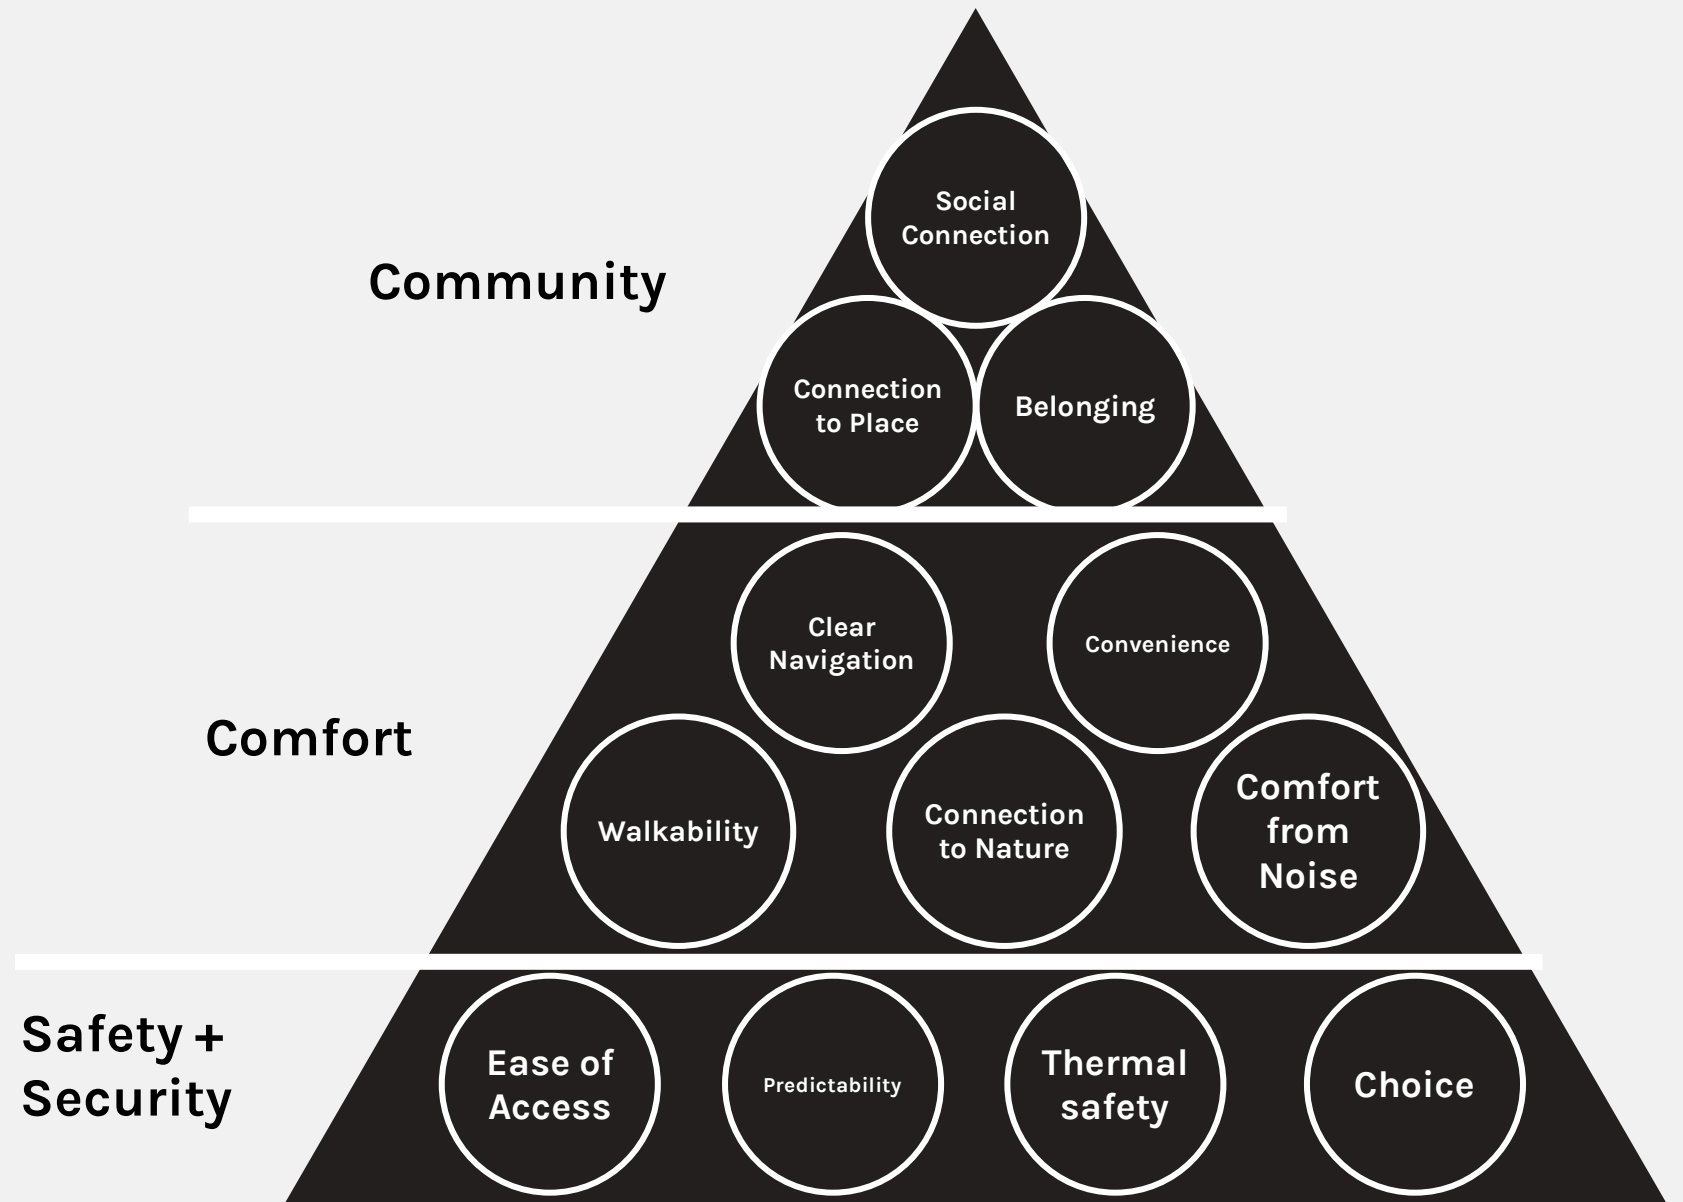 Community
Social
Connection
Connection
to Place
Belonging
Comfort
Clear
Navigation
Convenience
Walkability
Connection
to Nature
Comfort
from
Noise
Safety +
Security
Ease of
Access
Predictability
Thermal
safety
Choice